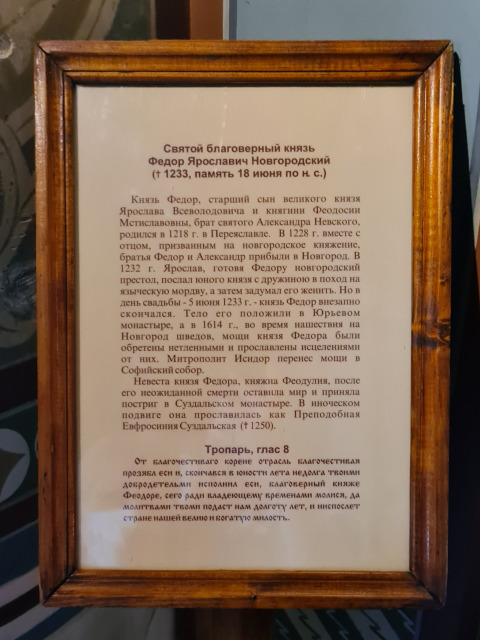 Святой благоверный князь
Федор Ярославич Новгородский
(† 1233, память 18 июня по н. с.)
Князь Федор, старший сын великого князя
Ярослава Всеволодовича и княгини Феодосии
Мстиславовны, брат святого Александра Невского,
родился в 1218 г. в Переяславле. В 1228 г. вместе с
отцом, призванным на новгородское княжение,
братья Федор и Александр прибыли в Новгород. В
1232 г. Ярослав, готовя Федору новгородский
престол, послал юного князя с дружиною в поход на
языческую мордву, а затем задумал его женить. Но в
день свадьбы - 5 июня 1233 г. - князь Федор внезапно
скончался. Тело его положили в Юрьевом
монастыре, а в 1614 г., во время нашествия на
Новгород шведов, мощи князя Федора были
обретены нетленными и прославлены исцелениями
от них. Митрополит Исидор перенес мощи в
Софийский собор.
Невеста князя Федора, княжна Феодулия, после
его неожиданной смерти оставила мир и приняла
постриг в Суздальском монастыре. В иноческом
подвиге она прославилась как Преподобная
Евфросиния Суздальская († 1250).
Тропарь, глас 8
От благочестиваго корене отрасль благочестивая
прозябл еси и, скончався в юности лета недолга твоими
добродетельми исполнил еси, благоверный княже
Феодоре, сего ради владеющему временами молися, да
молитвами твоми подаст нам долготу лет, и ниспослет
стране нашей велию и богатую милость.